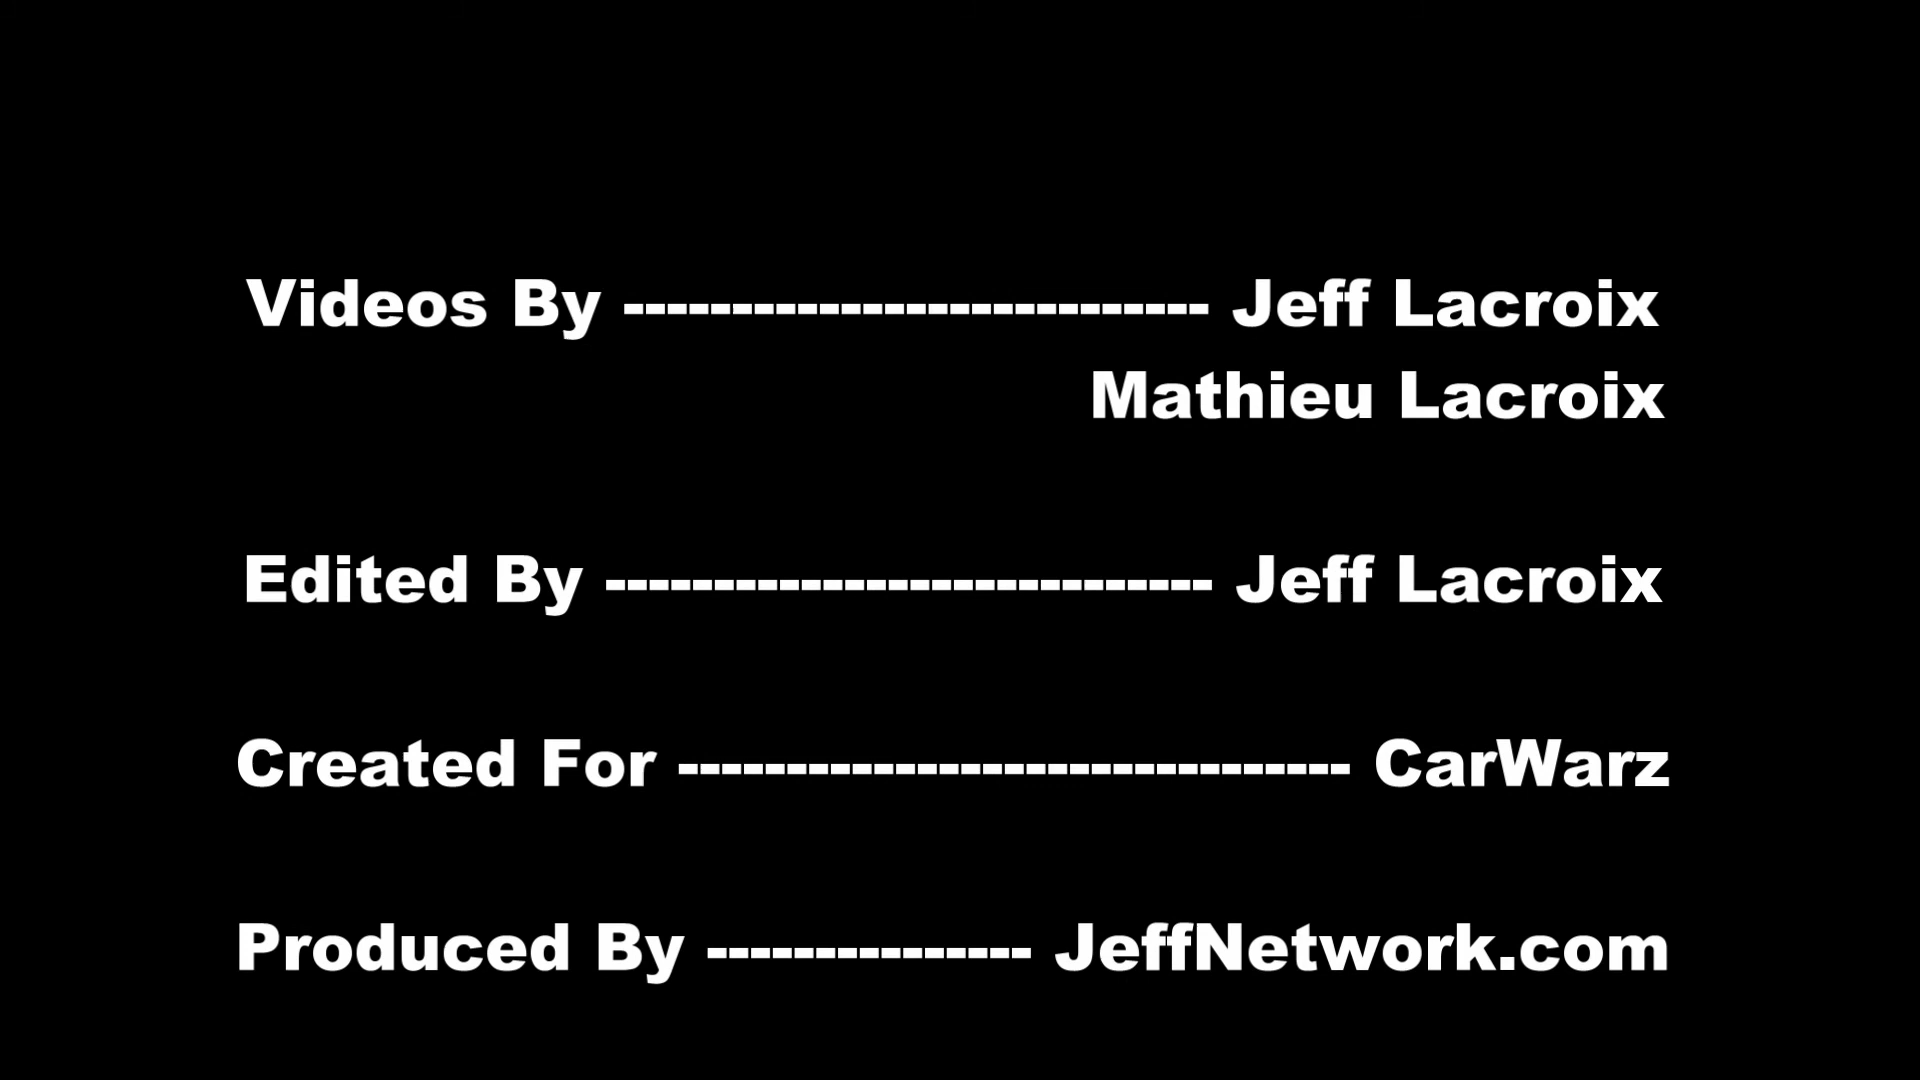 Videos By --------------------------- Jeff Lacroix
Mathieu Lacroix
Edited By ---------------------------- Jeff Lacroix
Created For ------------------------------- CarWarz
Produced By --------------- JeffNetwork.com